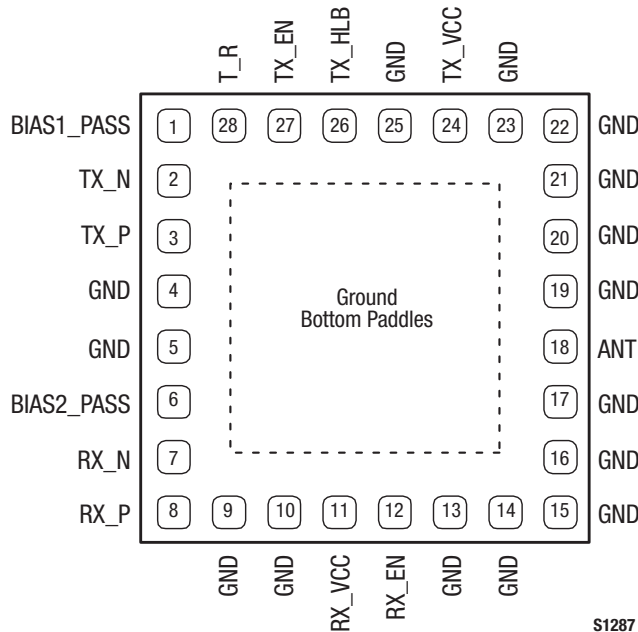 T_R
TX_EN
TX_HLB
GND
TX_VCC
GND
BIAS1_PASS 1 28 27 26 25 24 23 22 GND
TX_N 2 21 GND
TX_P 3 20 GND
GND 4 19 GND
Ground
Bottom Paddles
GND 5 18 ANT
BIAS2_PASS 6 17 GND
RX_N 7 16 GND
RX_P 8 9 10 11 12 13 14 15 GND
GND
GND
RX_VCC
RX_EN
GND
GND
S1287